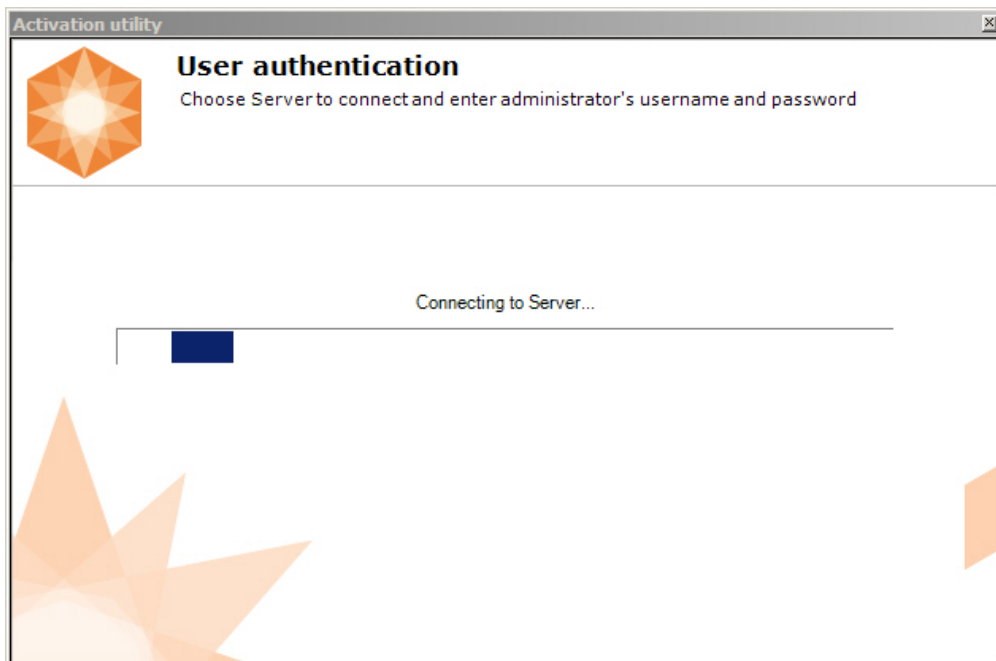 Activation utility
User authentication
Choose Server to connect and enter administrator's username and password
Connecting to Server...